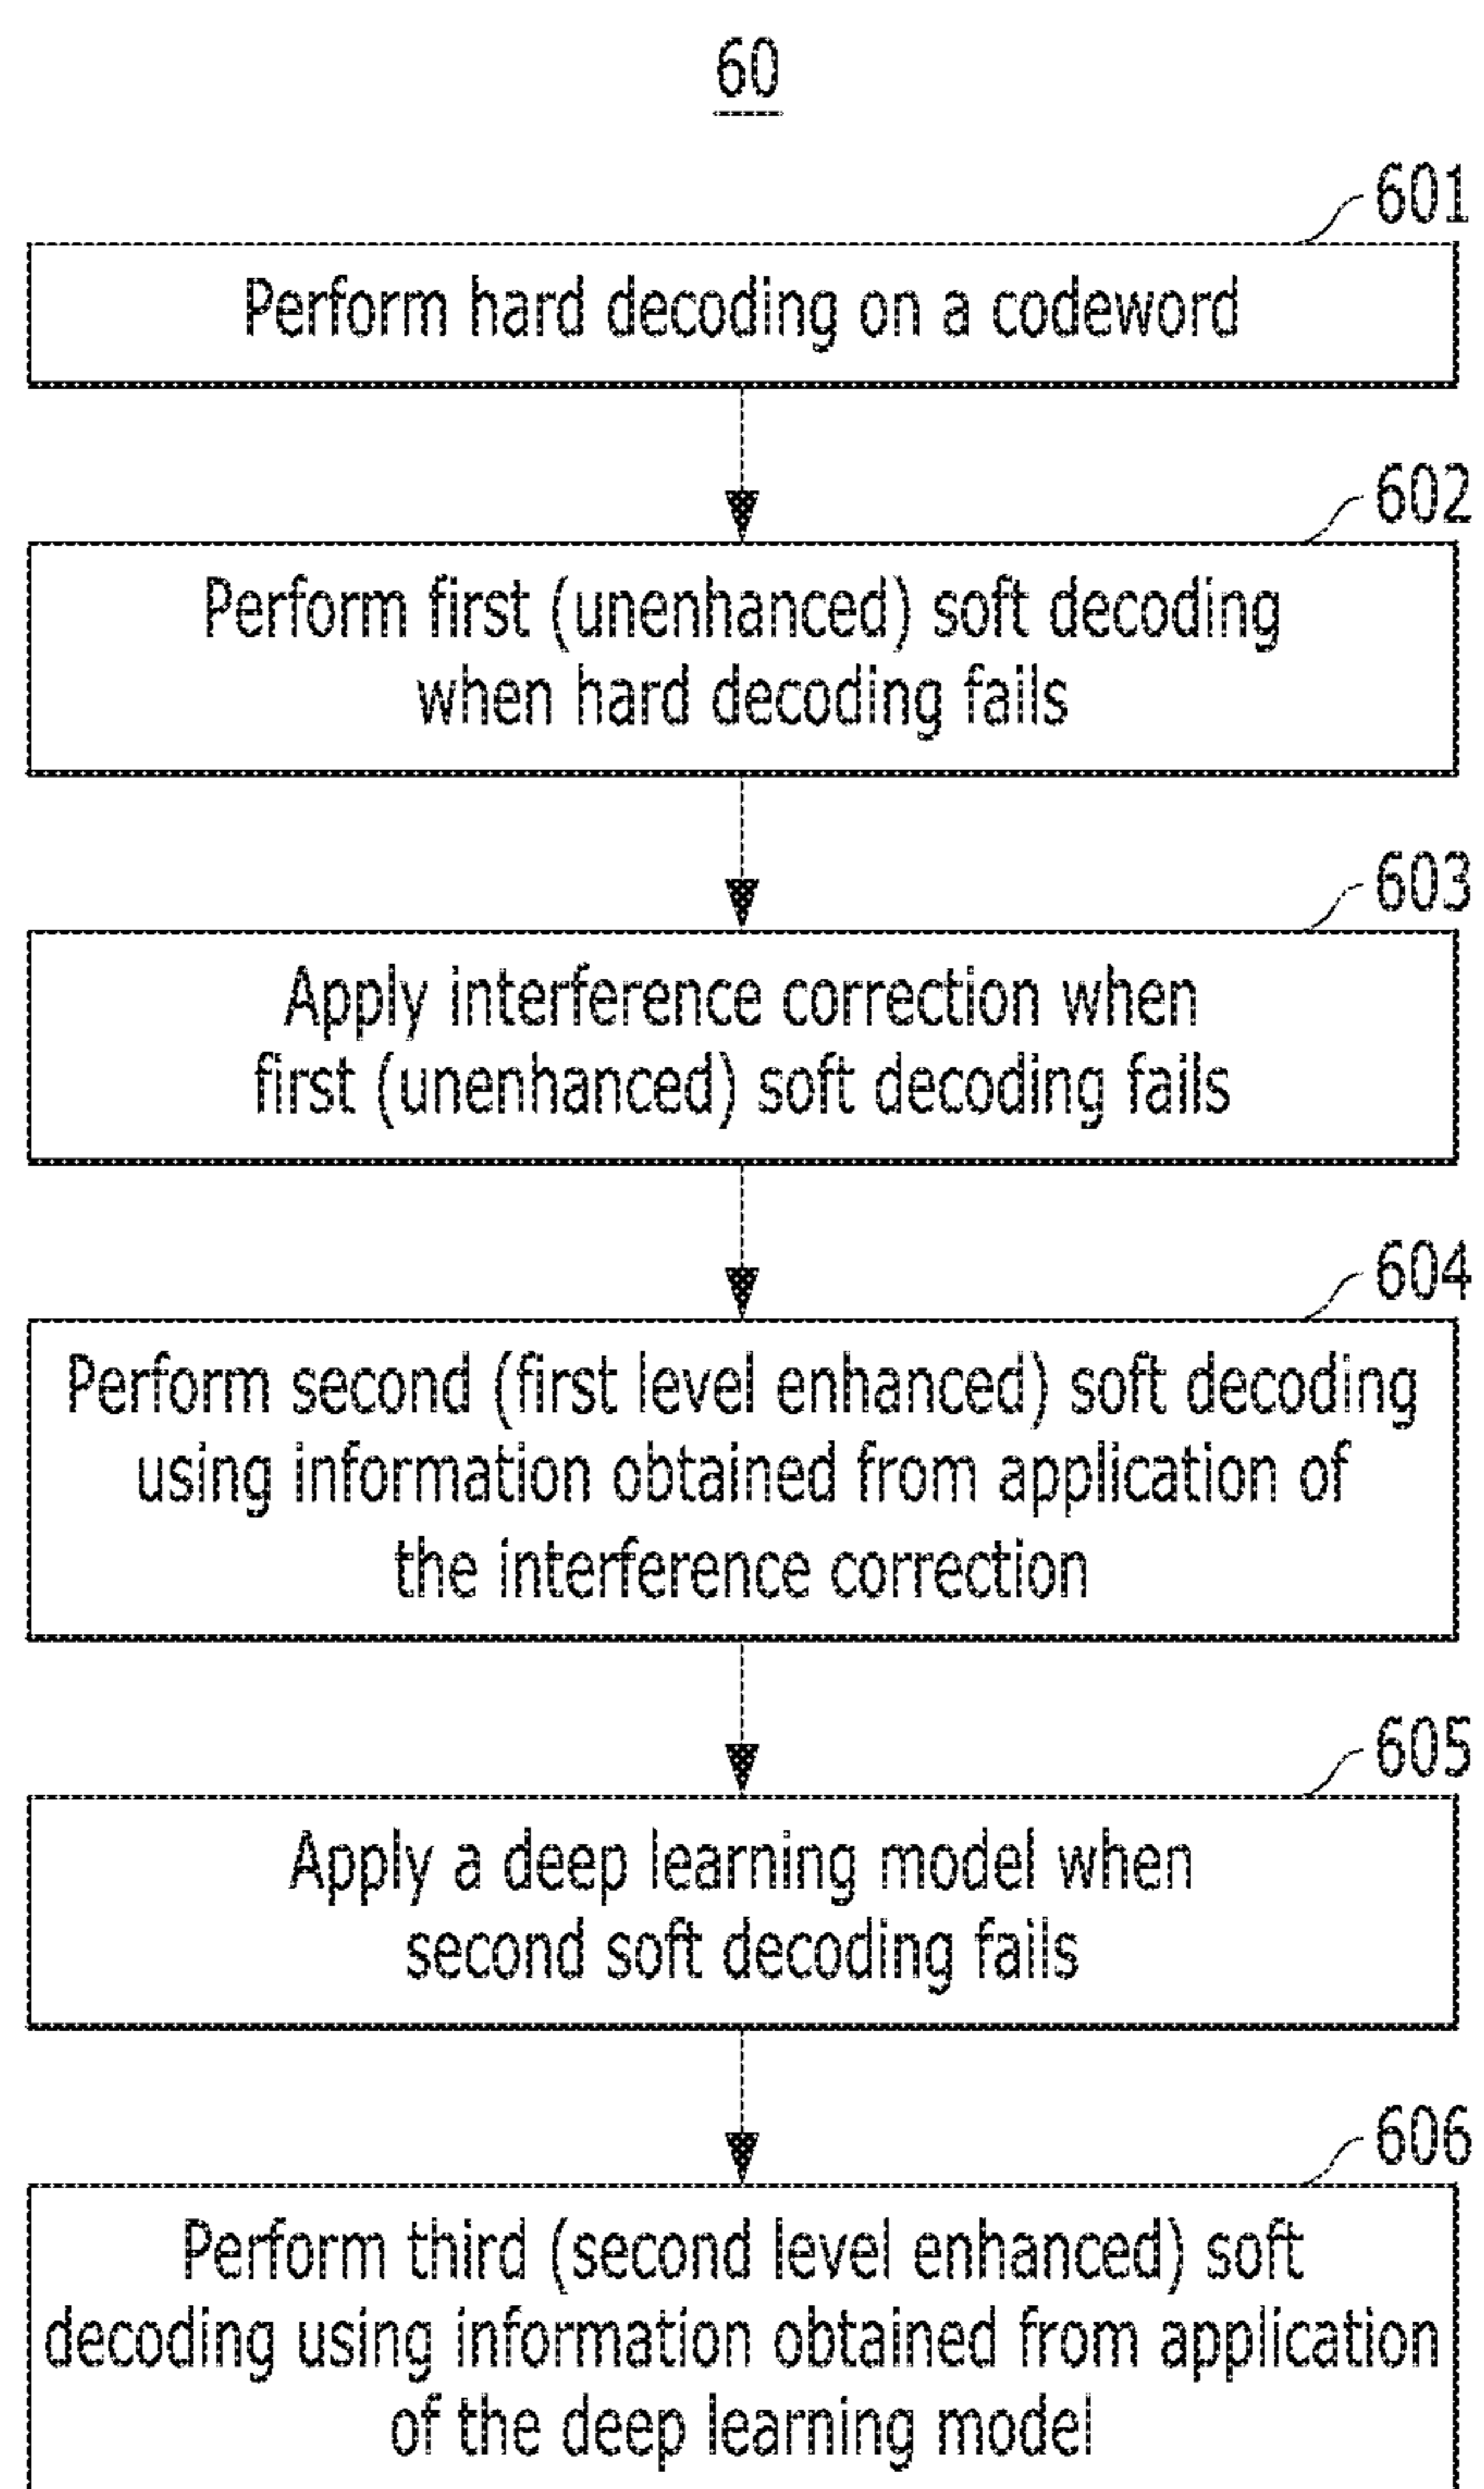 60
601
Perform hard decoding on a codeword
602
Perform first (unenhanced) soft decoding
when hard decoding fails
603
Apply interference correction when
first (unenhanced) soft decoding fails
604
Perform second (first level enhanced) soft decoding
using information obtained from application of
the interference correction
605
Apply a deep learning model when
second soft decoding fails
606
Perform third (second level enhanced) soft
decoding using information obtained from application
of the deep learning model